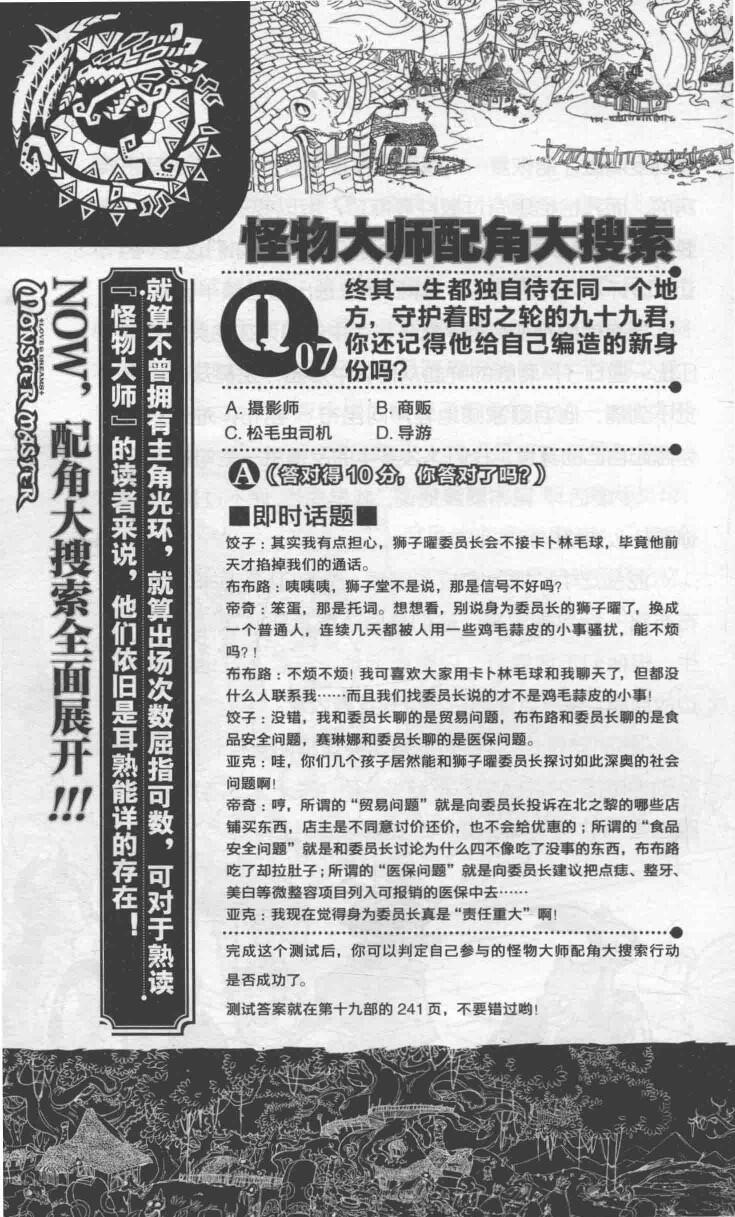 怪物大师配角大搜索
Q07
终其一生都独自待在同一个地
方，守护着时之轮的九十九君，
你还记得他给自己编造的新身
份吗？
A. 摄影师 B. 商贩
C. 松毛虫司机 D. 导游
A（答对得10分，你答对了吗？）
■即时话题■
饺子：其实我有点担心，狮子曜委员长会不接卡卜林毛球，毕竟他前
天才掐掉我们的通话。
布布路：咦咦咦，狮子堂不是说，那是信号不好吗？
帝奇：笨蛋，那是托词。想想看，别说身为委员长的狮子曜了，换成
一个普通人，连续几天都被人用一些鸡毛蒜皮的小事骚扰，能不烦
吗？！
布布路：不烦不烦！我可喜欢大家用卡卜林毛球和我聊天了，但都没
什么人联系我……而且我们找委员长说的才不是鸡毛蒜皮的小事！
饺子：没错，我和委员长聊的是贸易问题，布布路和委员长聊的是食
品安全问题，赛琳娜和委员长聊的是医保问题。
亚克：哇，你们几个孩子居然能和狮子曜委员长探讨如此深奥的社会
问题啊！
帝奇：哼，所谓的“贸易问题”就是向委员长投诉在北之黎的哪些店
铺买东西，店主是不同意讨价还价，也不会给优惠的；所谓的“食品
安全问题”就是和委员长讨论为什么四不像吃了没事的东西，布布路
吃了却拉肚子；所谓的“医保问题”就是向委员长建议把点痣、整牙、
美白等微整容项目列入可报销的医保中去……
亚克：我现在觉得身为委员长真是“责任重大”啊！
完成这个测试后，你可以判定自己参与的怪物大师配角大搜索行动
是否成功了。
测试答案就在第十九部的241页，不要错过哟！
就算不曾拥有主角光环，就算出场次数屈指可数，可对于熟读
『怪物大师』的读者来说，他们依旧是耳熟能详的存在！
NOW，配角大搜索全面展开!!!
LOVE & DREAMS
MONSTER MASTER